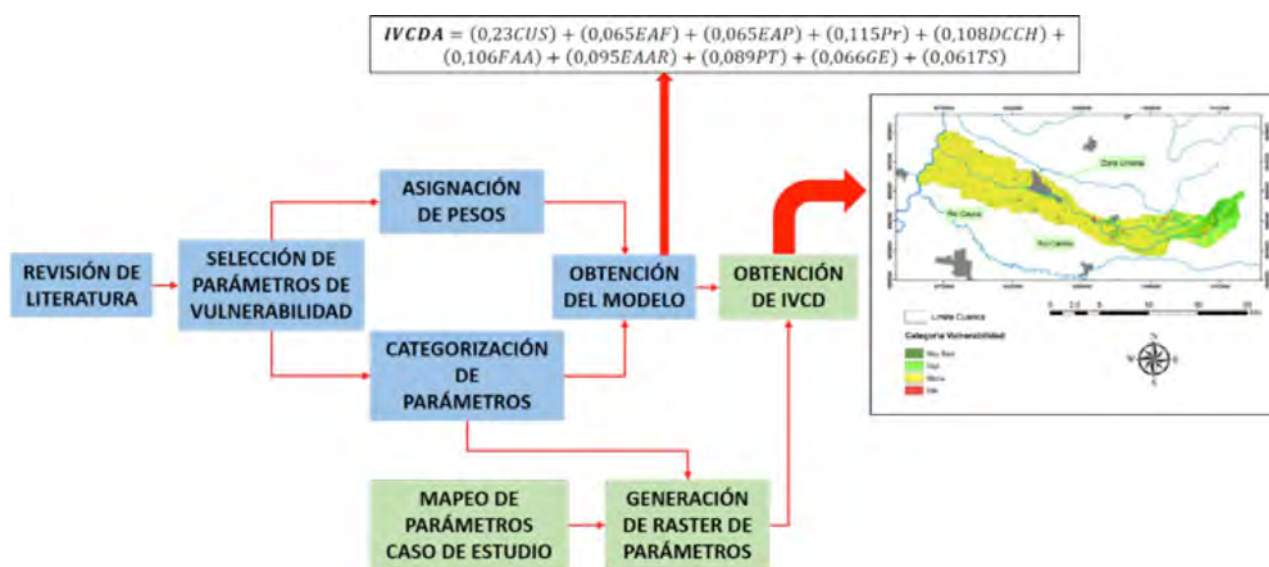 IVCDA = (0,23CUS) + (0,065EAF) + (0,065EAP) + (0,115Pr) + (0,108DCCH) +
(0,106FAA) + (0,095EAAR) + (0,089PT) + (0,066GE) + (0,061TS)
ASIGNACIÓN
DE PESOS
REVISIÓN DE
LITERATURA
SELECCIÓN DE
PARÁMETROS DE
VULNERABILIDAD
OBTENCIÓN
DEL MODELO
OBTENCIÓN
DE IVCD
CATEGORIZACIÓN
DE
PARÁMETROS
MAPEO DE
PARÁMETROS
CASO DE ESTUDIO
GENERACIÓN
DE RASTER DE
PARÁMETROS
Zona Urbana
Rio Cauca
Limite Cuenca
Categoria Vulnerabilidad
N
W
E
S